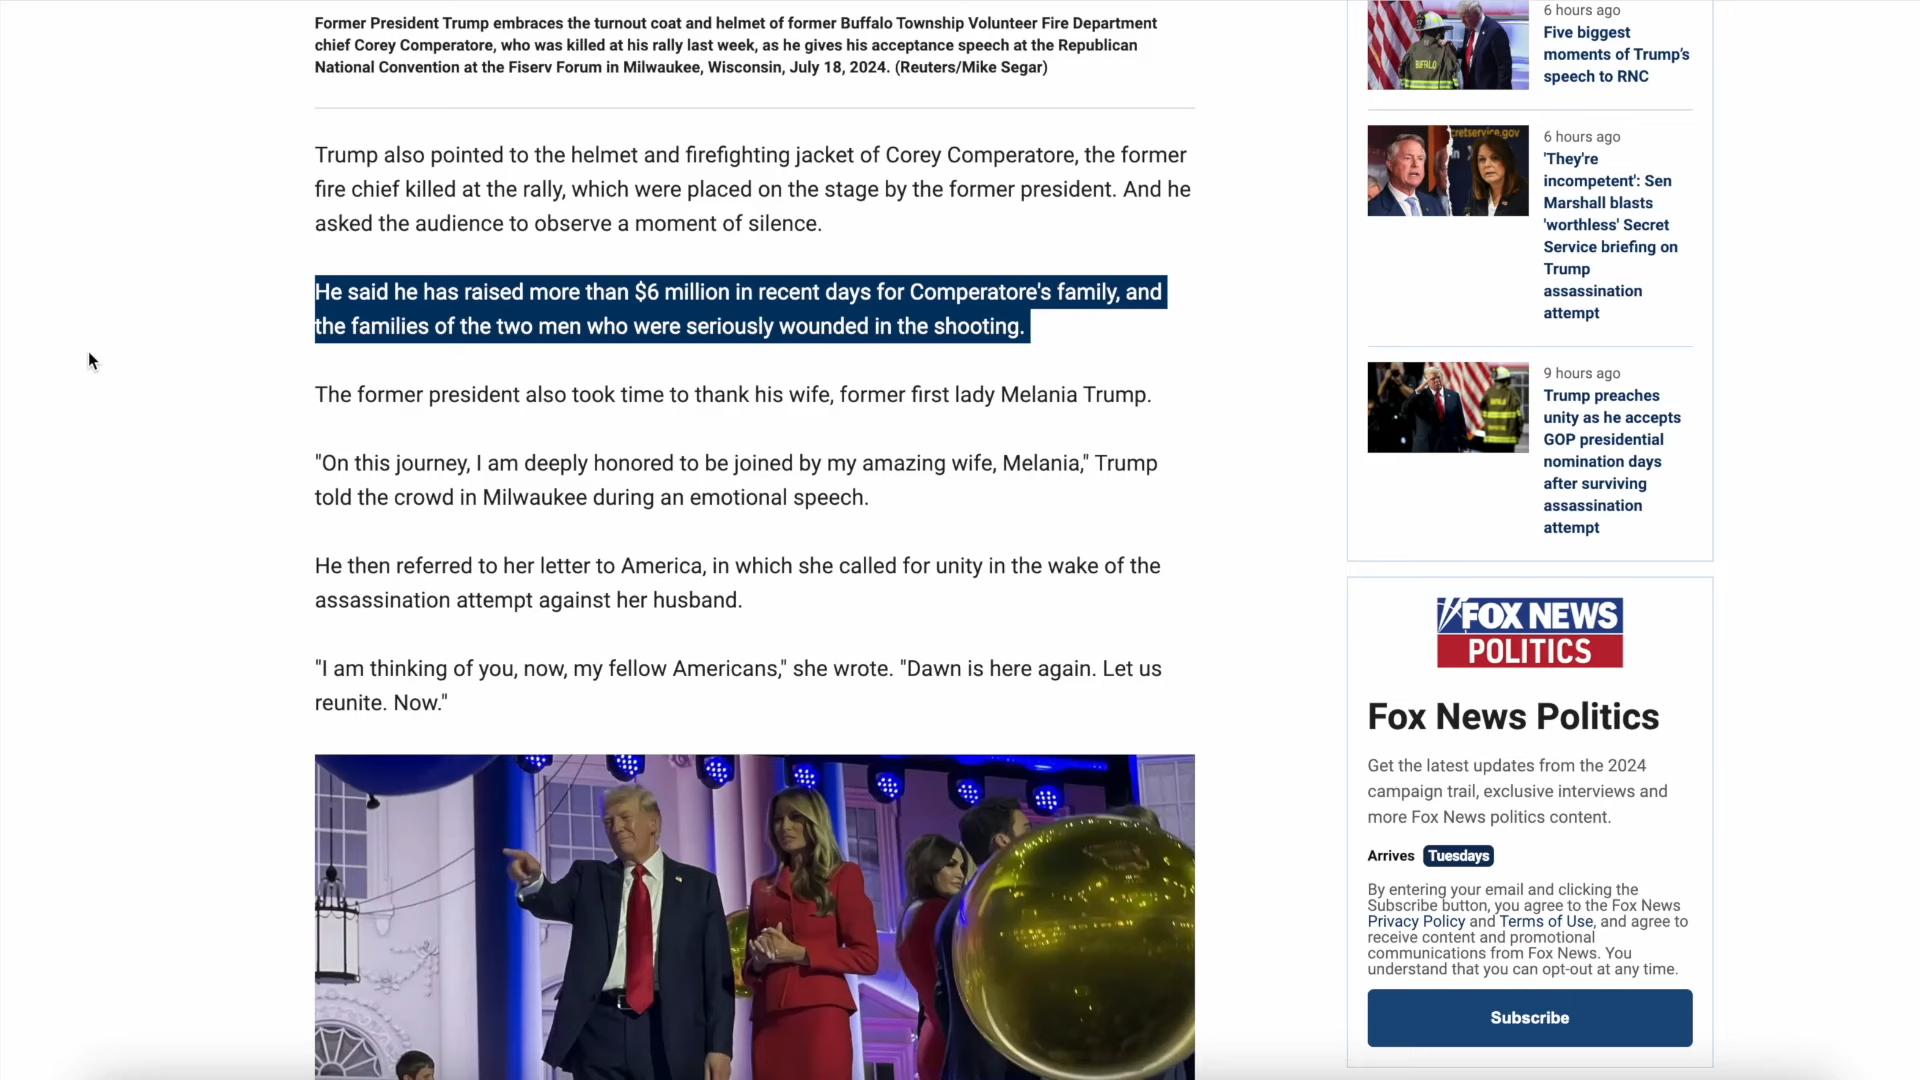 Former President Trump embraces the turnout coat and helmet of former Buffalo Township Volunteer Fire Department
chief Corey Comperatore, who was killed at his rally last week, as he gives his acceptance speech at the Republican
National Convention at the Fiserv Forum in Milwaukee, Wisconsin, July 18, 2024. (Reuters/Mike Segar)
Trump also pointed to the helmet and firefighting jacket of Corey Comperatore, the former
fire chief killed at the rally, which were placed on the stage by the former president. And he
asked the audience to observe a moment of silence.
He said he has raised more than $6 million in recent days for Comperatore's family, and
the families of the two men who were seriously wounded in the shooting.
The former president also took time to thank his wife, former first lady Melania Trump.
"On this journey, I am deeply honored to be joined by my amazing wife, Melania," Trump
told the crowd in Milwaukee during an emotional speech.
He then referred to her letter to America, in which she called for unity in the wake of the
assassination attempt against her husband.
"I am thinking of you, now, my fellow Americans," she wrote. "Dawn is here again. Let us
reunite. Now."
BUFFALO
6 hours ago
Five biggest
moments of Trump’s
speech to RNC
cretservice.gov
6 hours ago
'They're
incompetent': Sen
Marshall blasts
'worthless' Secret
Service briefing on
Trump
assassination
attempt
9 hours ago
Trump preaches
unity as he accepts
GOP presidential
nomination days
after surviving
assassination
attempt
FOX NEWS
POLITICS
Fox News Politics
Get the latest updates from the 2024
campaign trail, exclusive interviews and
more Fox News politics content.
Arrives Tuesdays
By entering your email and clicking the
Subscribe button, you agree to the Fox News
Privacy Policy and Terms of Use, and agree to
receive content and promotional
communications from Fox News. You
understand that you can opt-out at any time.
Subscribe